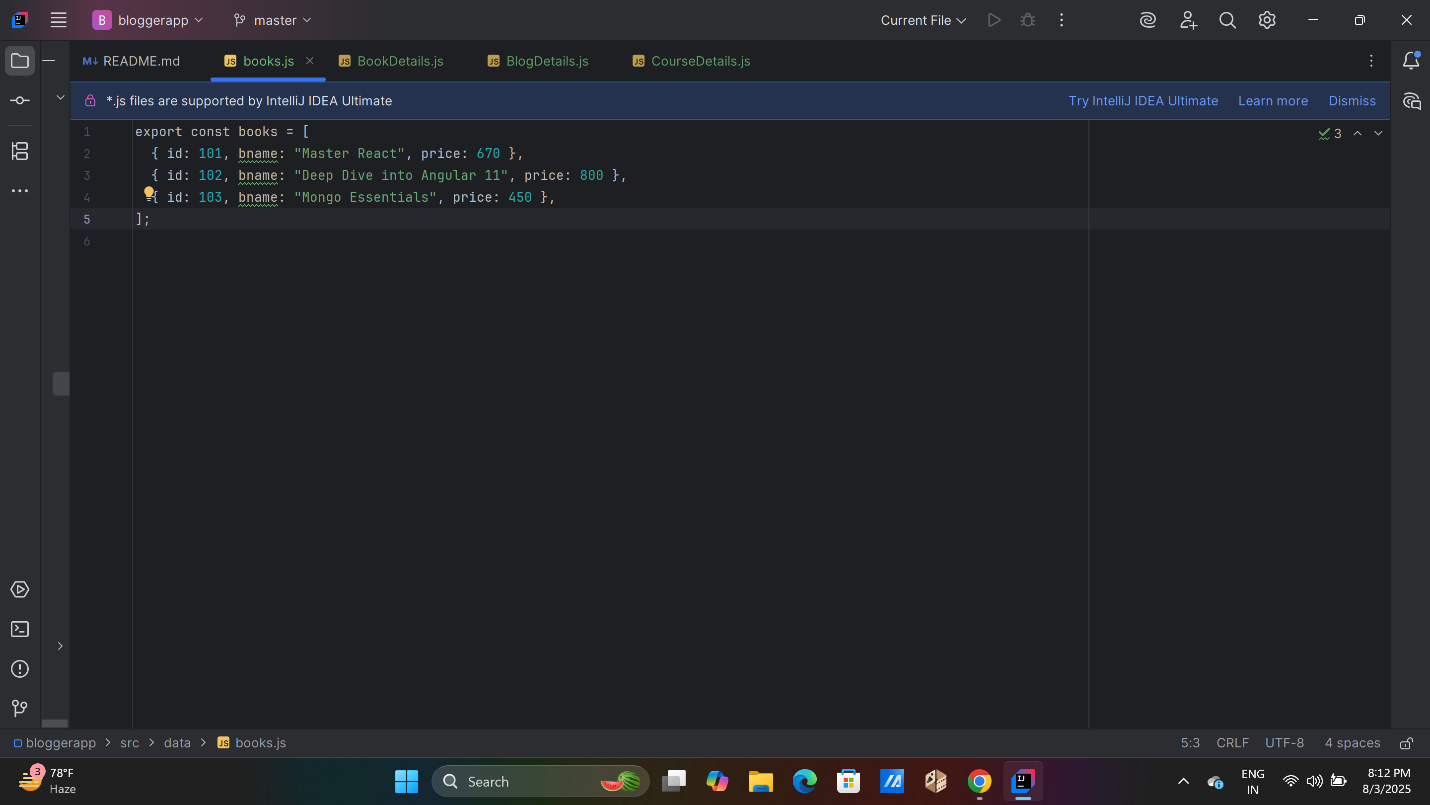 B bloggerapp master Current File
README.md books.js BookDetails.js BlogDetails.js CourseDetails.js
*.js files are supported by IntelliJ IDEA Ultimate Try IntelliJ IDEA Ultimate Learn more Dismiss
1 export const books = [ 3
2 { id: 101, bname: "Master React", price: 670 },
3 { id: 102, bname: "Deep Dive into Angular 11", price: 800 },
4 { id: 103, bname: "Mongo Essentials", price: 450 },
5 ];
6
bloggerapp > src > data > books.js 5:3 CRLF UTF-8 4 spaces
3 78°F
Haze
Search
ENG
IN
8:12 PM
8/3/2025